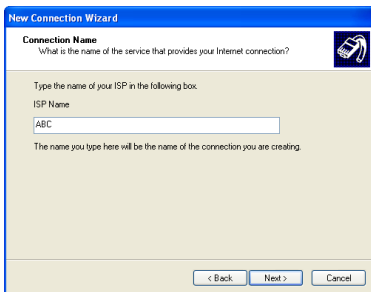 New Connection Wizard
Connection Name
What is the name of the service that provides your Internet connection?
Type the name of your ISP in the following box.
ISP Name
ABC
The name you type here will be the name of the connection you are creating.
< Back Next > Cancel